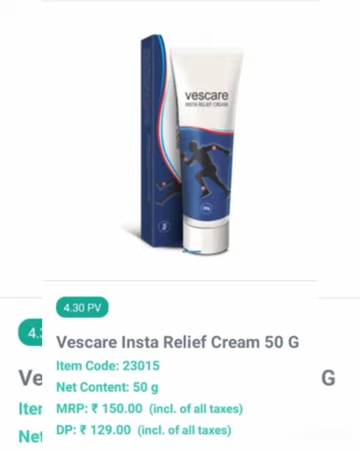 vescare
INSTA RELIEF CREAM
4.30 PV
Vescare Insta Relief Cream 50 G
Item Code: 23015
Net Content: 50 g
MRP: ₹ 150.00 (incl. of all taxes)
DP: ₹ 129.00 (incl. of all taxes)